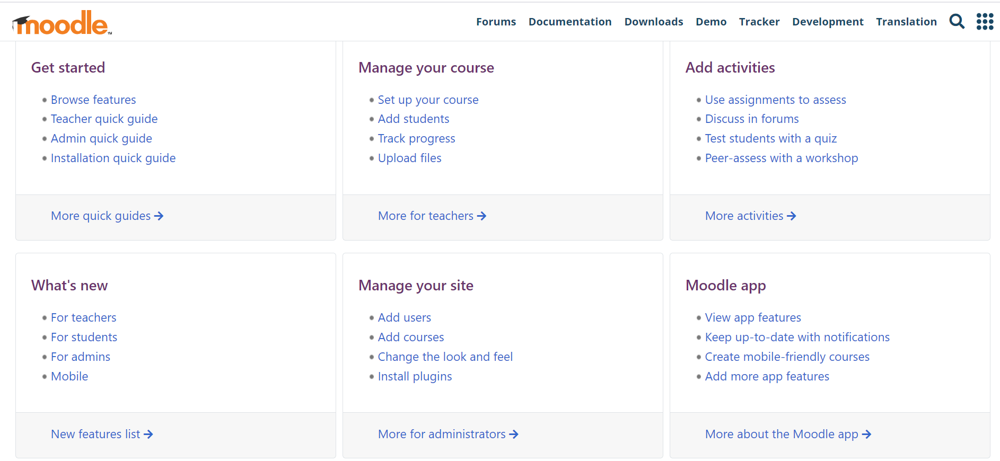 moodle™
Forums Documentation Downloads Demo Tracker Development Translation
Get started
Browse features
Teacher quick guide
Admin quick guide
Installation quick guide
More quick guides
Manage your course
Set up your course
Add students
Track progress
Upload files
More for teachers
Add activities
Use assignments to assess
Discuss in forums
Test students with a quiz
Peer-assess with a workshop
More activities
What's new
For teachers
For students
For admins
Mobile
New features list
Manage your site
Add users
Add courses
Change the look and feel
Install plugins
More for administrators
Moodle app
View app features
Keep up-to-date with notifications
Create mobile-friendly courses
Add more app features
More about the Moodle app